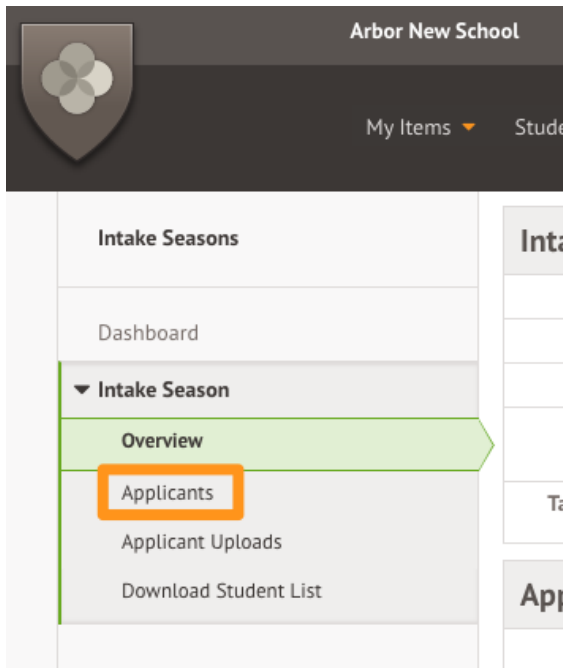 Arbor New School
My Items
Intake Seasons
Dashboard
Intake Season
Overview
Applicants
Applicant Uploads
Download Student List